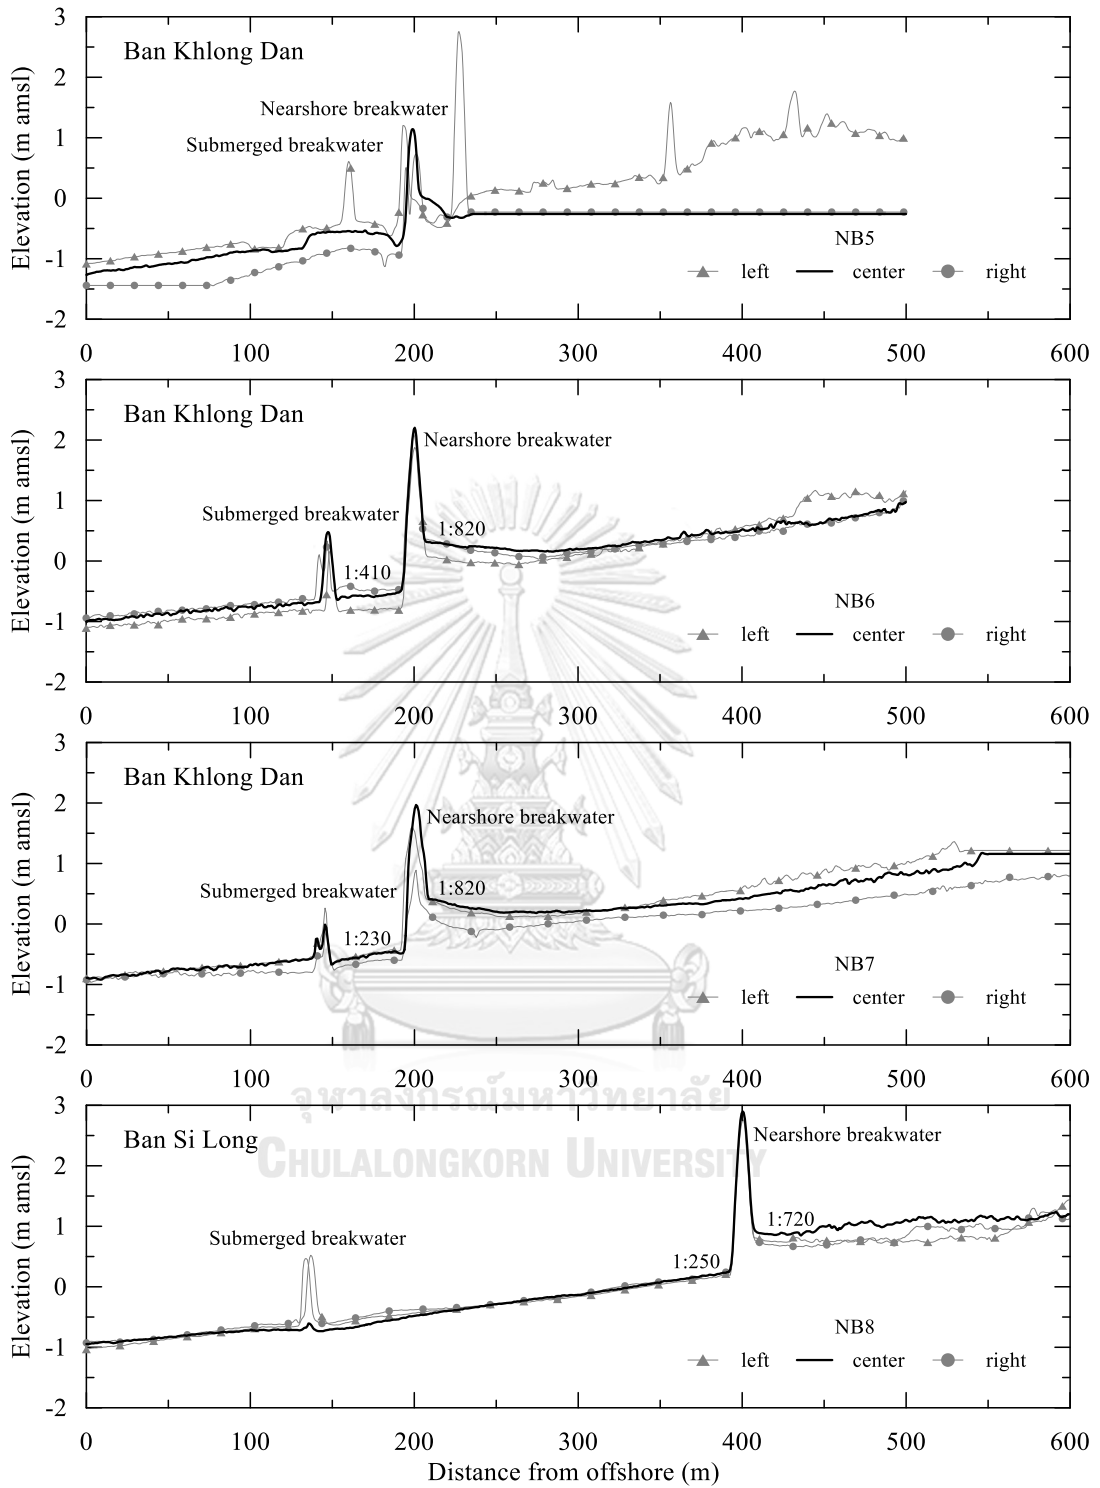 Ban Khlong Dan
Nearshore breakwater
Submerged breakwater
NB5
left center right
3
2
1
0
-1
-2
Elevation (m amsl)
0 100 200 300 400 500 600
Ban Khlong Dan
Nearshore breakwater
Submerged breakwater
1:820
1:410
NB6
left center right
3
2
1
0
-1
-2
Elevation (m amsl)
0 100 200 300 400 500 600
Ban Khlong Dan
Nearshore breakwater
Submerged breakwater
1:820
1:230
NB7
left center right
3
2
1
0
-1
-2
Elevation (m amsl)
0 100 200 300 400 500 600
จุฬาลงกรณ์มหาวิทยาลัย
CHULALONGKORN UNIVERSITY
Ban Si Long
Nearshore breakwater
Submerged breakwater
1:720
1:250
NB8
left center right
3
2
1
0
-1
-2
Elevation (m amsl)
0 100 200 300 400 500 600
Distance from offshore (m)